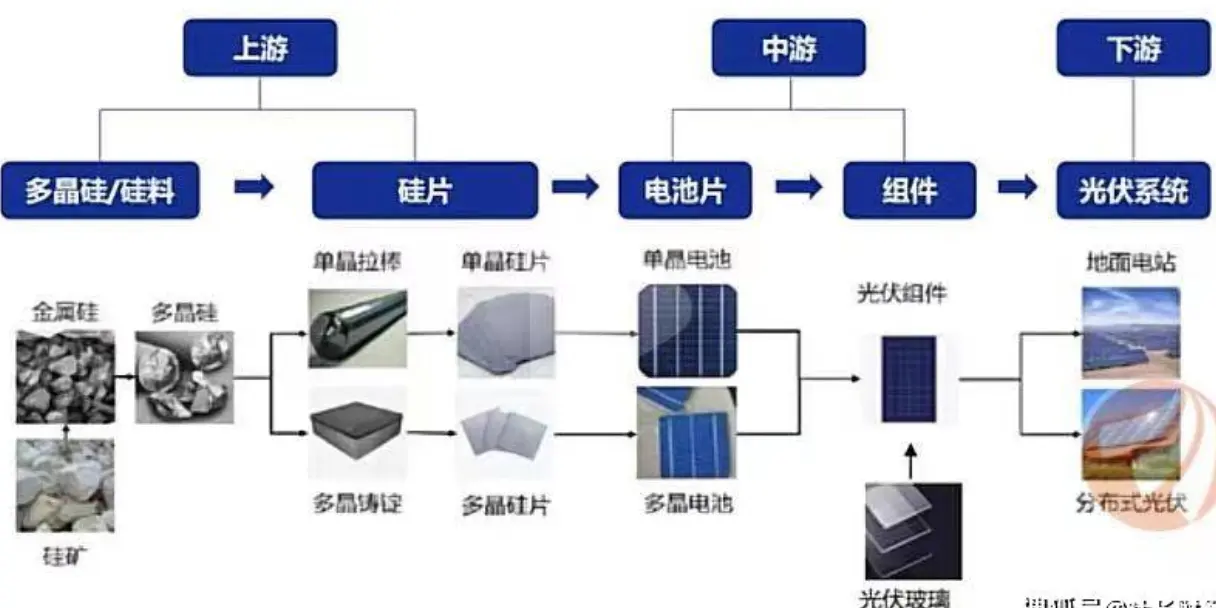 上游
中游
下游
多晶硅/硅料
硅片
电池片
组件
光伏系统
单晶拉棒
单晶硅片
单晶电池
地面电站
金属硅
多晶硅
光伏组件
多晶铸锭
多晶硅片
多晶电池
分布式光伏
硅矿
光伏玻璃